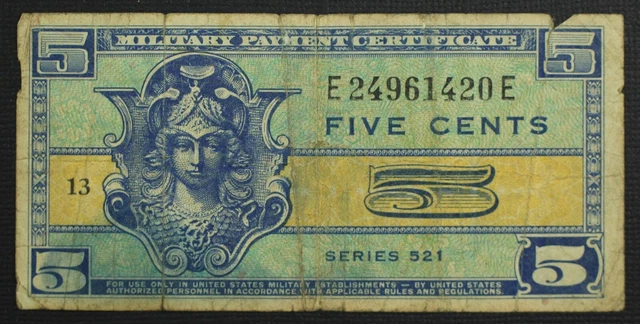 5 MILITARY PAYMENT CERTIFICATE 5
E24961420E
FIVE CENTS
13 5
SERIES 521
5 5
FOR USE ONLY IN UNITED STATES MILITARY ESTABLISHMENTS — BY UNITED STATES
AUTHORIZED PERSONNEL IN ACCORDANCE WITH APPLICABLE RULES AND REGULATIONS.